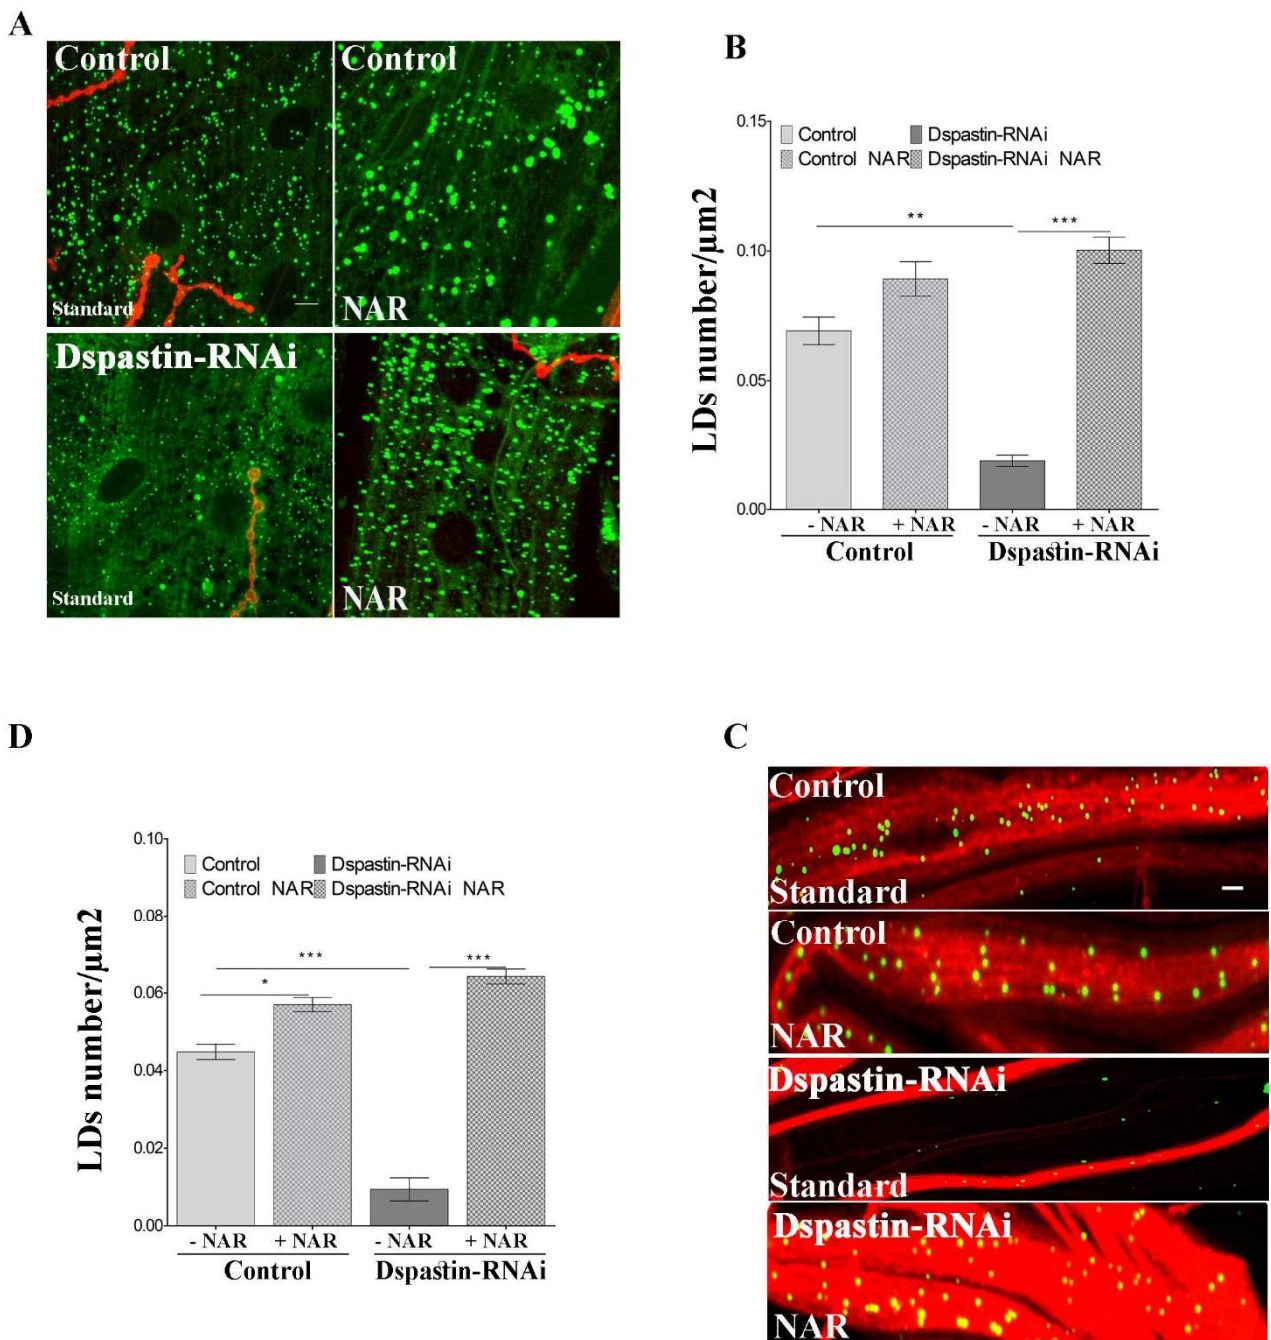 A
Control
Control
Standard
NAR
Dspastin-RNAi
Standard
NAR
B
LDs number/μm2
0.15
0.10
0.05
0.00
Control
Dspastin-RNAi
Control NAR
Dspastin-RNAi NAR
**
***
- NAR
+ NAR
- NAR
+ NAR
Control
Dspastin-RNAi
D
LDs number/μm2
0.10
0.08
0.06
0.04
0.02
0.00
Control
Dspastin-RNAi
Control NAR
Dspastin-RNAi NAR
***
***
*
- NAR
+ NAR
- NAR
+ NAR
Control
Dspastin-RNAi
C
Control
Standard
Control
NAR
Dspastin-RNAi
Standard
Dspastin-RNAi
NAR